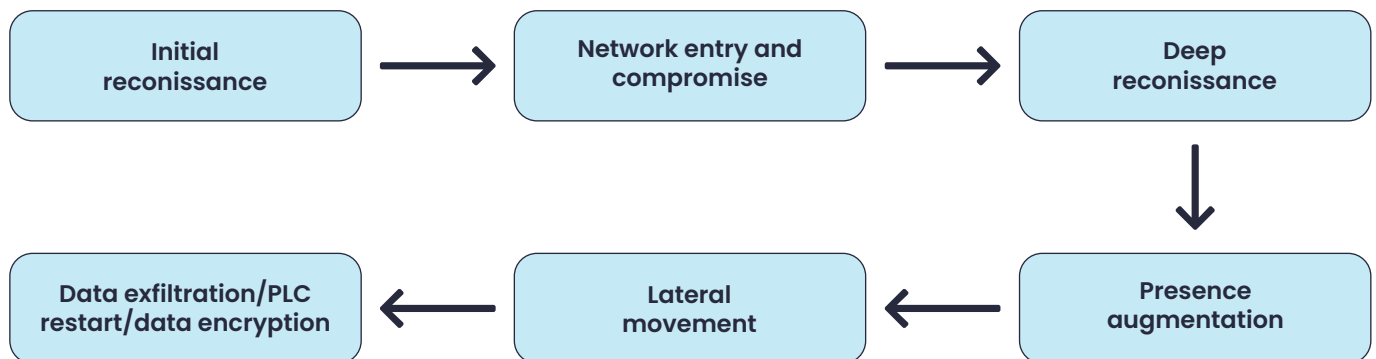 Initial
reconissance
Network entry and
compromise
Deep
reconissance
Presence
augmentation
Lateral
movement
Data exfiltration/PLC
restart/data encryption